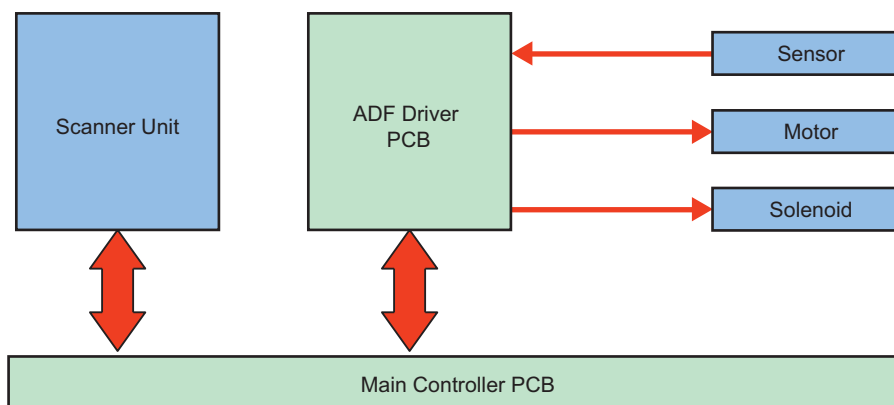 Scanner Unit
ADF Driver
PCB
Sensor
Motor
Solenoid
Main Controller PCB